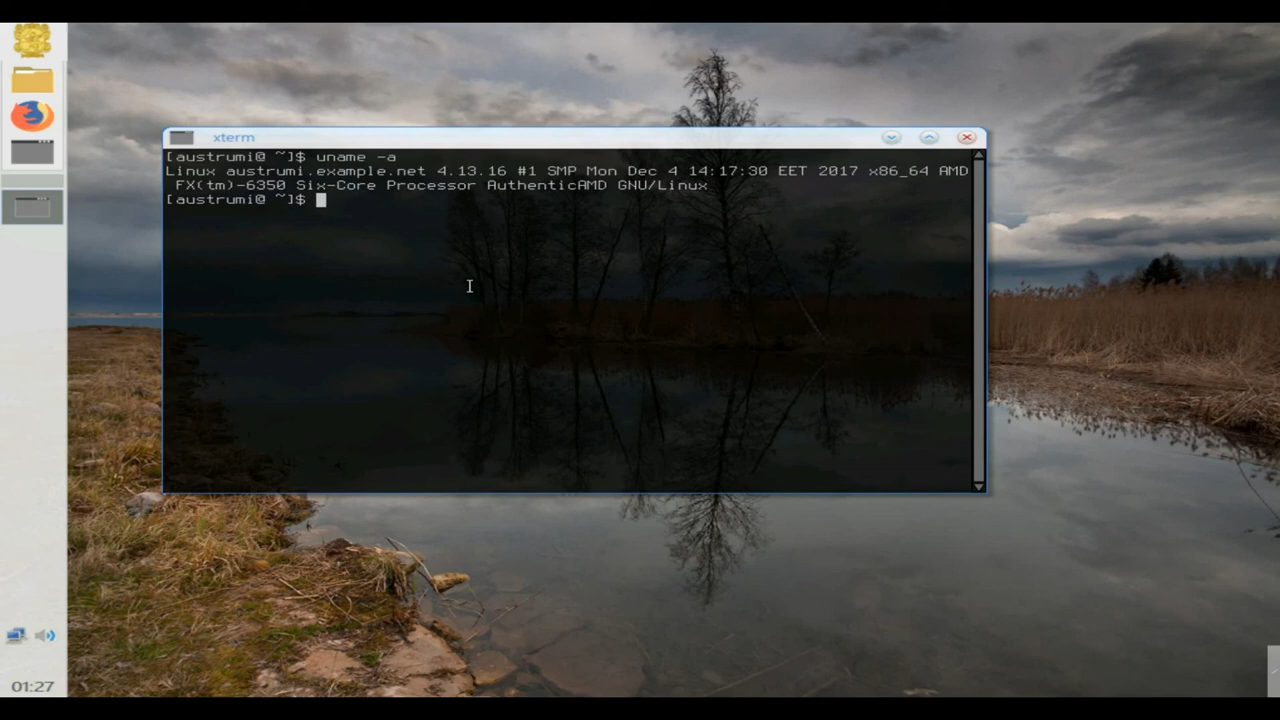 xterm
[austrumi@ ~]$ uname -a
Linux austrumi.example.net 4.13.16 #1 SMP Mon Dec 4 14:17:30 EET 2017 x86_64 AMD
FX(tm)-6350 Six-Core Processor AuthenticAMD GNU/Linux
[austrumi@ ~]$
01:27